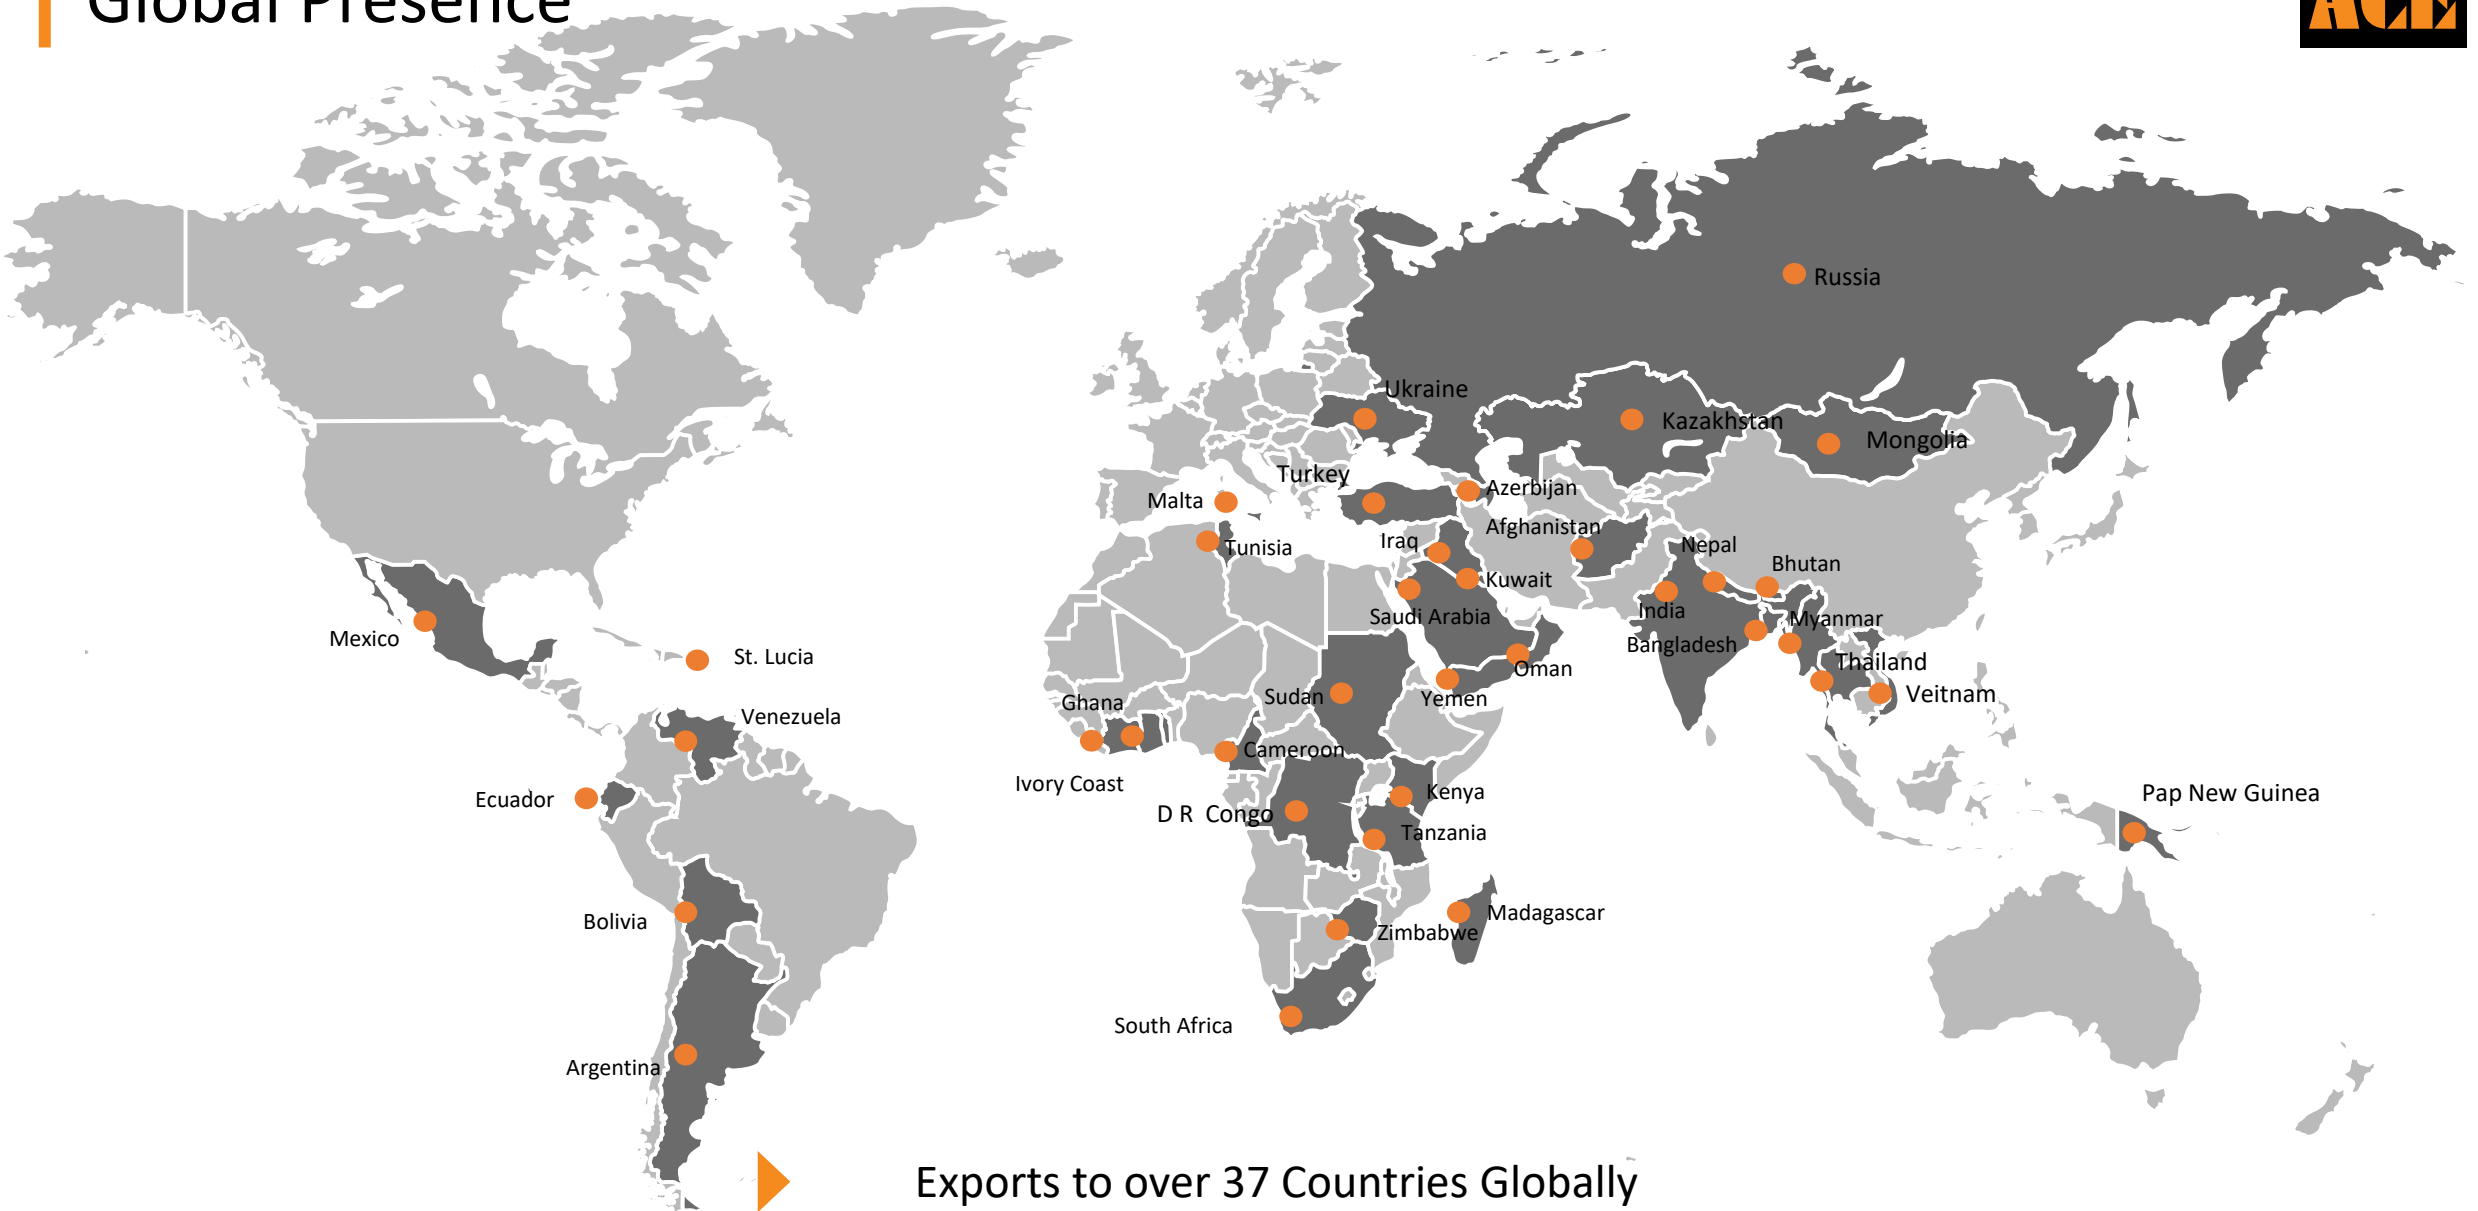 Global Presence
ACE
Russia
Ukraine
Kazakhstan
Mongolia
Turkey
Azerbijan
Malta
Afghanistan
Iraq
Tunisia
Nepal
Bhutan
Kuwait
India
Saudi Arabia
Myanmar
Mexico
Bangladesh
St. Lucia
Thailand
Oman
Veitnam
Sudan
Yemen
Ghana
Venezuela
Cameroon
Ivory Coast
Kenya
Pap New Guinea
Ecuador
D R Congo
Tanzania
Madagascar
Bolivia
Zimbabwe
South Africa
Argentina
Exports to over 37 Countries Globally